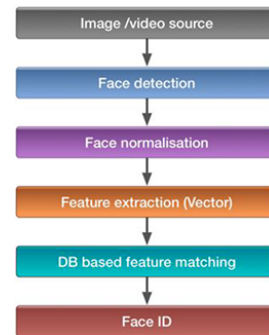 Image /video source
Face detection
Face normalisation
Feature extraction (Vector)
DB based feature matching
Face ID